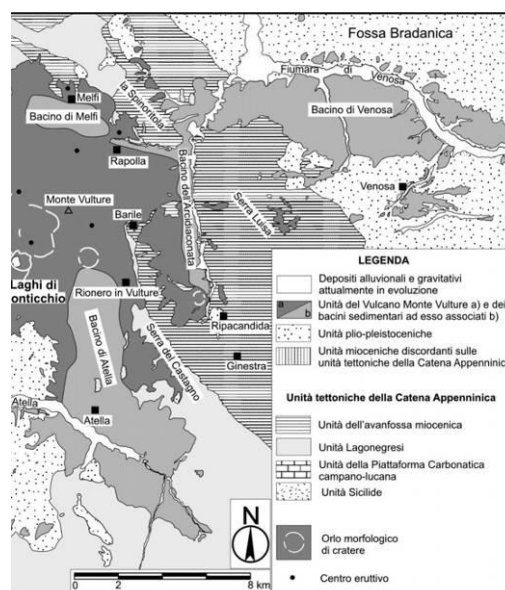 Fossa Bradanica
Fiumara di Venosa
Bacino di Venosa
Melfi
Bacino di Melfi
la Spinoritola
Rapolla
Bacino dell'Arcidiaconata
Venosa
Monte Vulture
Barile
Serra Luisa
Laghi di
onticchio
Rionero in Vulture
Ripacandida
Bacino di Atella
Serra del Castagno
Ginestra
Atella
Atella
N
0 2 4 8 km
LEGENDA
Depositi alluvionali e gravitativi
attualmente in evoluzione
a
b
Unità del Vulcano Monte Vulture a) e dei
bacini sedimentari ad esso associati b)
Unità plio-pleistoceniche
Unità mioceniche discordanti sulle
unità tettoniche della Catena Appenninic
Unità tettoniche della Catena Appenninica
Unità dell'avanfossa miocenica
Unità Lagonegresi
Unità della Piattaforma Carbonatica
campano-lucana
Unità Sicilide
Orlo morfologico
di cratere
Centro eruttivo